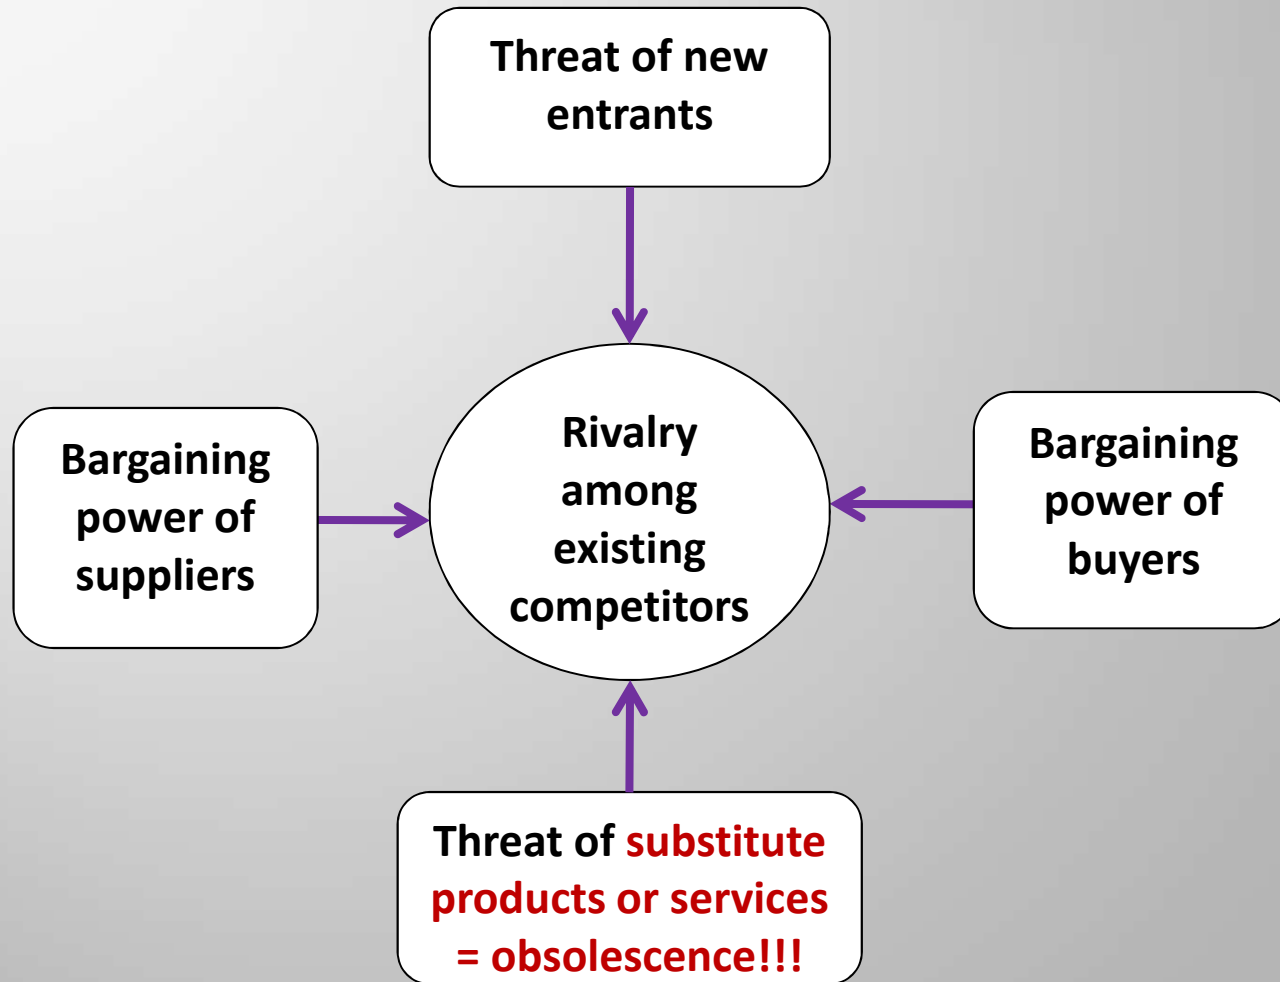 Threat of new
entrants
Bargaining
power of
suppliers
Rivalry
among
existing
competitors
Bargaining
power of
buyers
Threat of substitute
products or services
= obsolescence!!!